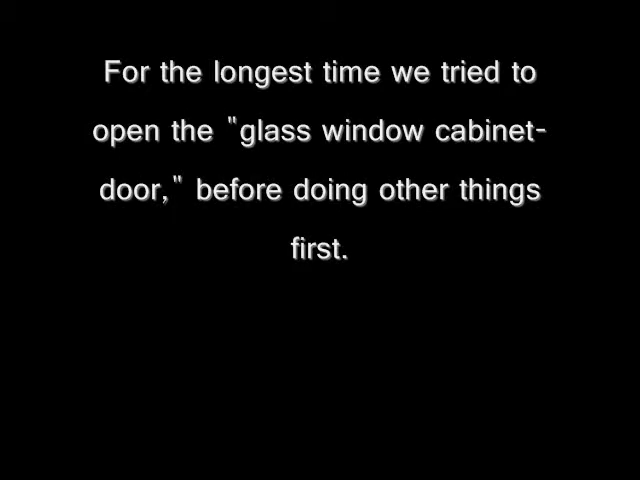 For the longest time we tried to
open the "glass window cabinet-
door," before doing other things
first.